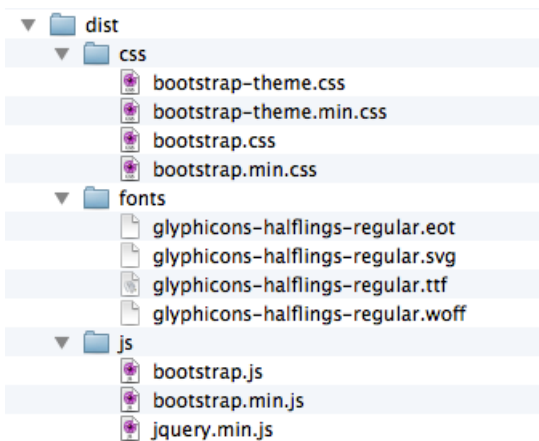 dist
css
bootstrap-theme.css
bootstrap-theme.min.css
bootstrap.css
bootstrap.min.css
fonts
glyphicons-halflings-regular.eot
glyphicons-halflings-regular.svg
glyphicons-halflings-regular.ttf
glyphicons-halflings-regular.woff
js
bootstrap.js
bootstrap.min.js
jquery.min.js